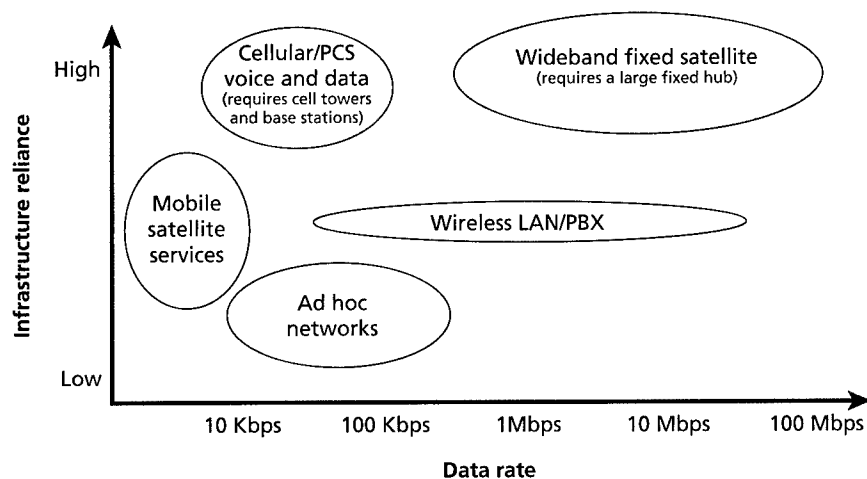 Infrastructure reliance
High
Low
Cellular/PCS
voice and data
(requires cell towers
and base stations)
Wideband fixed satellite
(requires a large fixed hub)
Mobile
satellite
services
Wireless LAN/PBX
Ad hoc
networks
10 Kbps
100 Kbps
1Mbps
10 Mbps
100 Mbps
Data rate